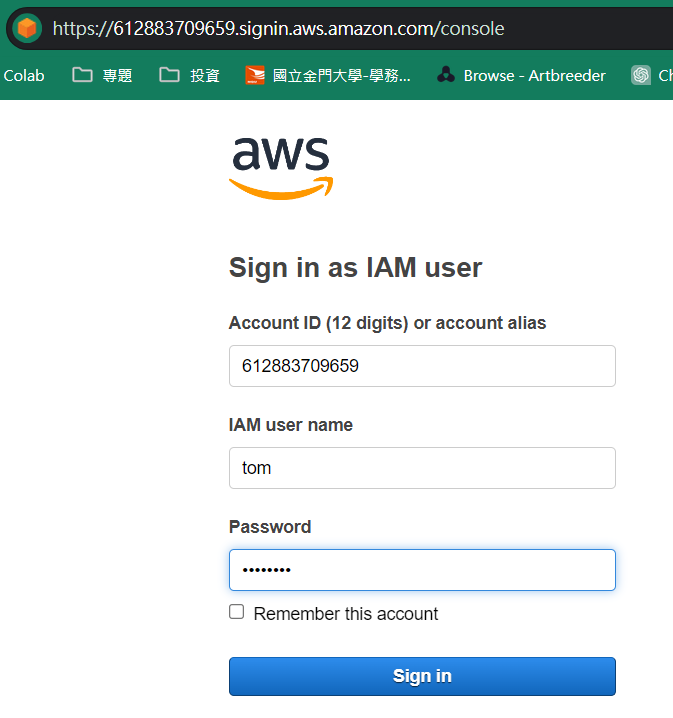 https://612883709659.signin.aws.amazon.com/console
Colab 專題 投資 國立金門大學-學務... Browse - Artbreeder Ch
aws
Sign in as IAM user
Account ID (12 digits) or account alias
612883709659
IAM user name
tom
Password
••••••••
Remember this account
Sign in